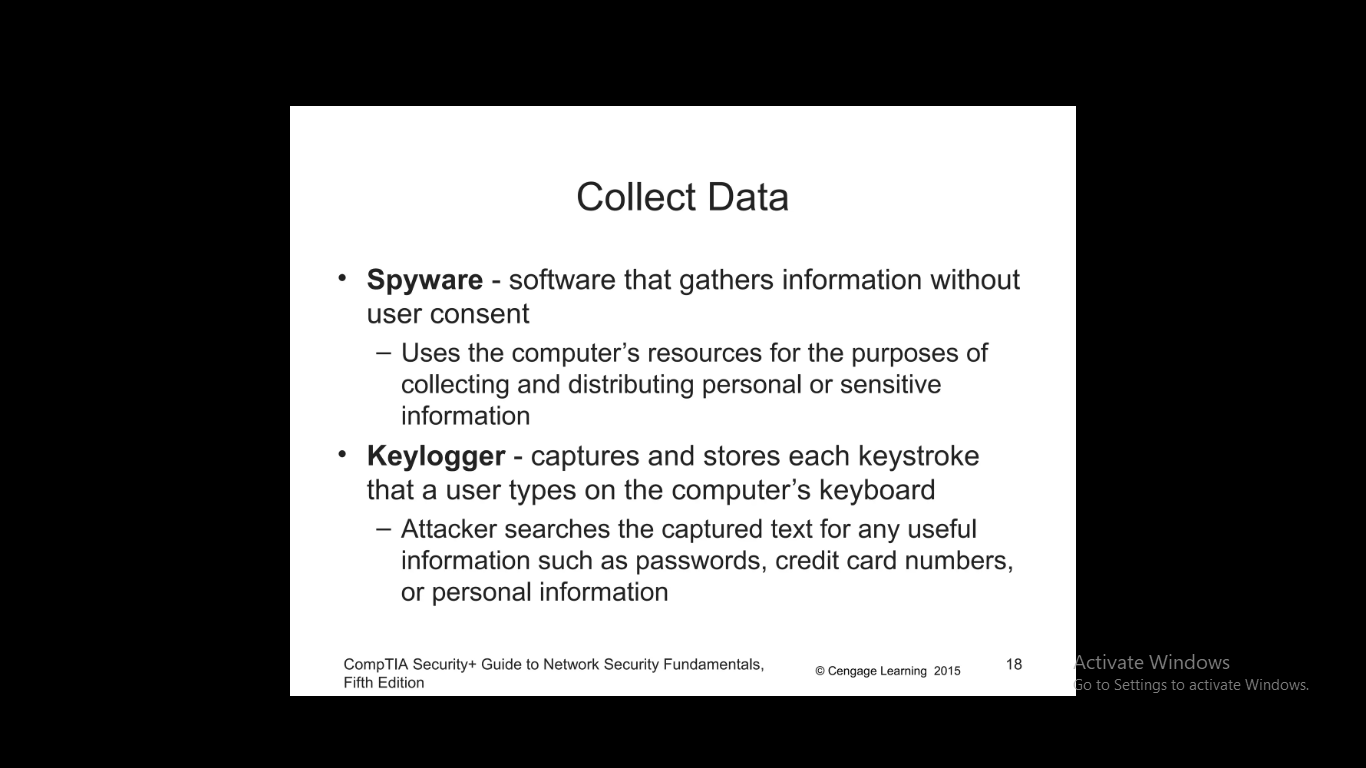 Collect Data
• Spyware - software that gathers information without
user consent
– Uses the computer’s resources for the purposes of
collecting and distributing personal or sensitive
information
• Keylogger - captures and stores each keystroke
that a user types on the computer’s keyboard
– Attacker searches the captured text for any useful
information such as passwords, credit card numbers,
or personal information
CompTIA Security+ Guide to Network Security Fundamentals,
Fifth Edition
© Cengage Learning 2015
18
Activate Windows
Go to Settings to activate Windows.